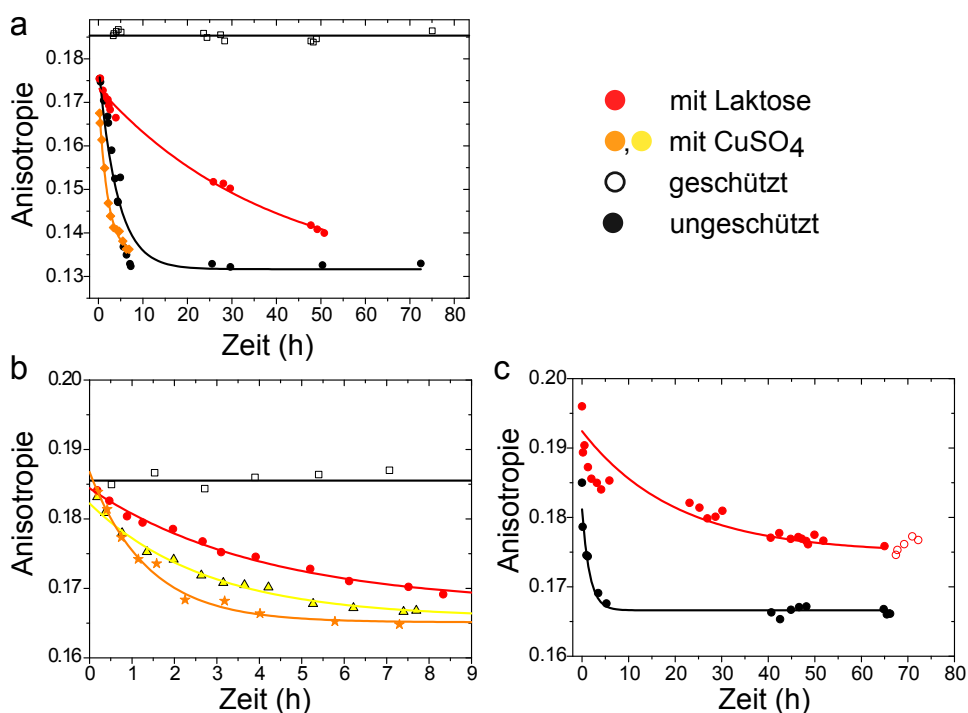 a
0.18
0.17
0.16
0.15
0.14
0.13
Anisotropie
0 10 20 30 40 50 60 70 80
Zeit (h)
mit Laktose
, mit CuSO4
geschützt
ungeschützt
b
0.20
0.19
0.18
0.17
0.16
Anisotropie
0 1 2 3 4 5 6 7 8 9
Zeit (h)
c
0.20
0.19
0.18
0.17
0.16
Anisotropie
0 10 20 30 40 50 60 70 80
Zeit (h)